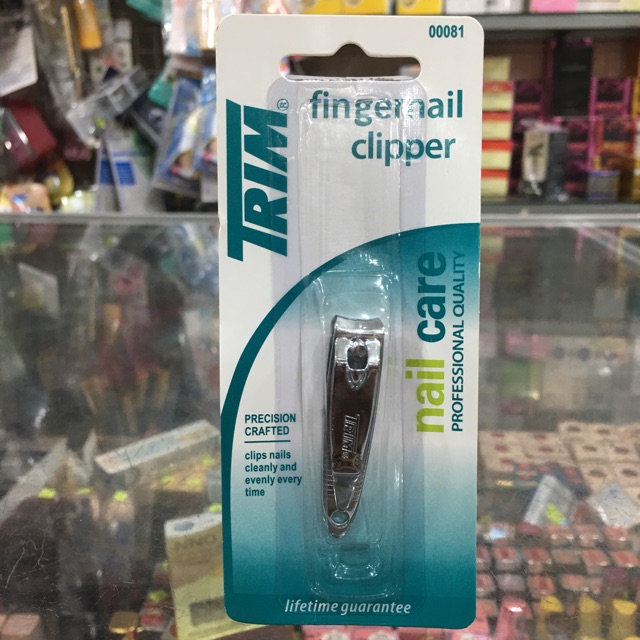 00081
TRIM®
fingernail
clipper
nail care
PROFESSIONAL QUALITY
PRECISION
CRAFTED
clips nails
cleanly and
evenly every
time
lifetime guarantee